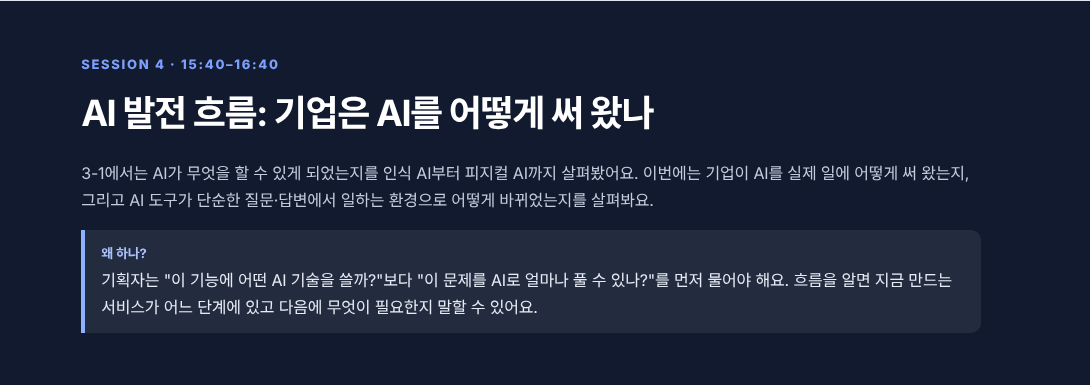 SESSION 4 · 15:40–16:40
AI 발전 흐름: 기업은 AI를 어떻게 써 왔나
3-1에서는 AI가 무엇을 할 수 있게 되었는지를 인식 AI부터 피지컬 AI까지 살펴봤어요. 이번에는 기업이 AI를 실제 일에 어떻게 써 왔는지,
그리고 AI 도구가 단순한 질문·답변에서 일하는 환경으로 어떻게 바뀌었는지를 살펴봐요.
왜 하나?
기획자는 "이 기능에 어떤 AI 기술을 쓸까?"보다 "이 문제를 AI로 얼마나 풀 수 있나?"를 먼저 물어야 해요. 흐름을 알면 지금 만드는
서비스가 어느 단계에 있고 다음에 무엇이 필요한지 말할 수 있어요.